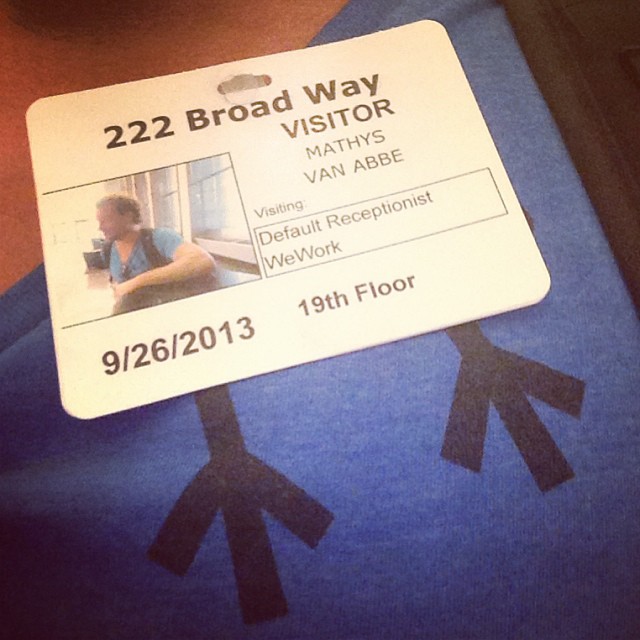 222 Broad Way
VISITOR
MATHYS
VAN ABBE
Visiting:
Default Receptionist
WeWork
19th Floor
9/26/2013